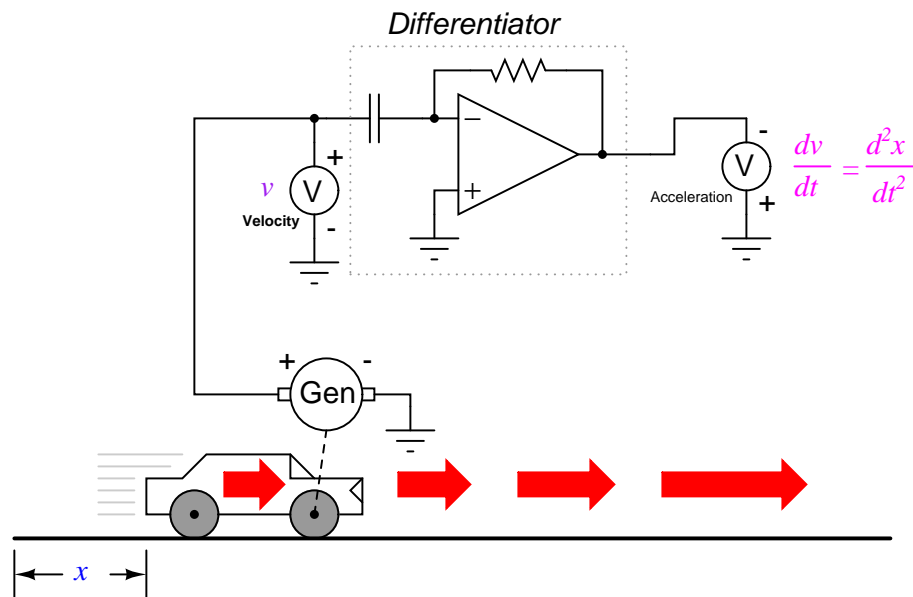 Differentiator
−
+
+
-
v
V
Velocity
-
V
+
Acceleration
dv/dt = d²x/dt²
+
-
Gen
x